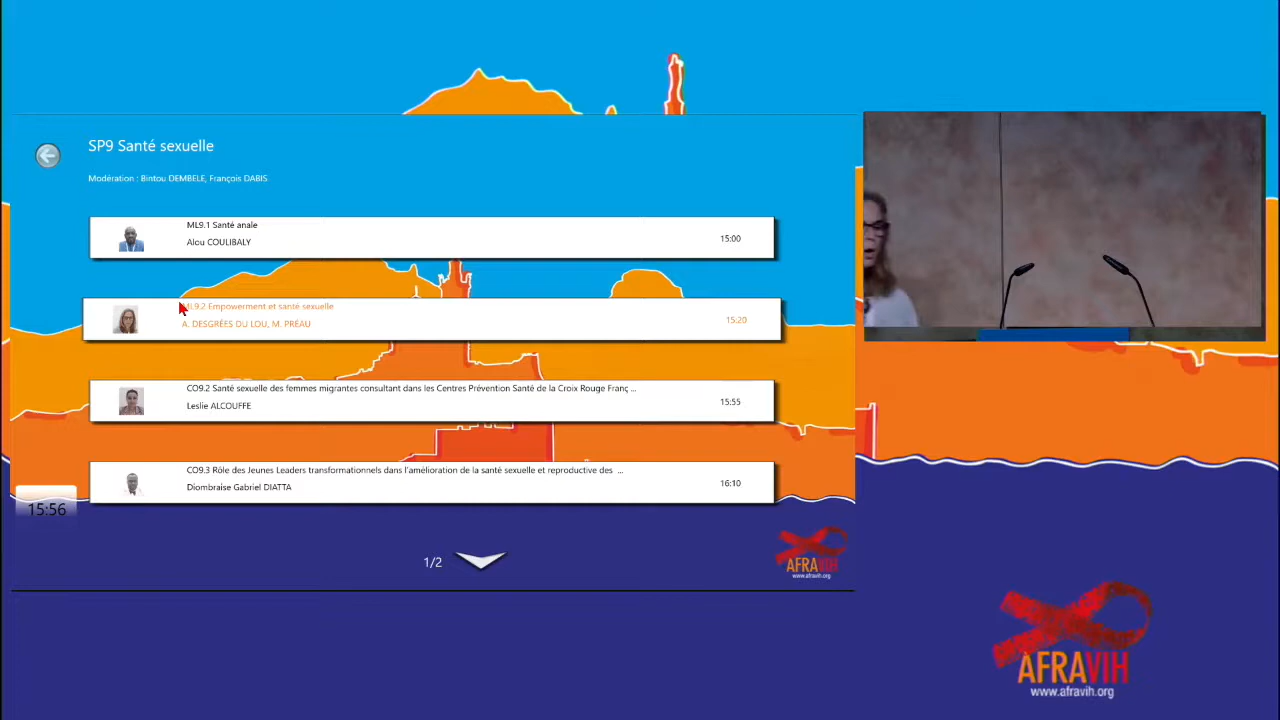 SP9 Santé sexuelle
Modération : Bintou DEMBELE, François DABIS
ML9.1 Santé anale
Alou COULIBALY
15:00
ML9.2 Empowerment et santé sexuelle
A. DESGRÉES DU LOU, M. PRÉAU
15:20
CO9.2 Santé sexuelle des femmes migrantes consultant dans les Centres Prévention Santé de la Croix Rouge Franç ...
Leslie ALCOUFFE
15:55
CO9.3 Rôle des Jeunes Leaders transformationnels dans l'amélioration de la santé sexuelle et reproductive des ...
Diombraise Gabriel DIATTA
16:10
15:56
1/2
AFRAVIH
www.afravih.org
AFRAVIH
www.afravih.org